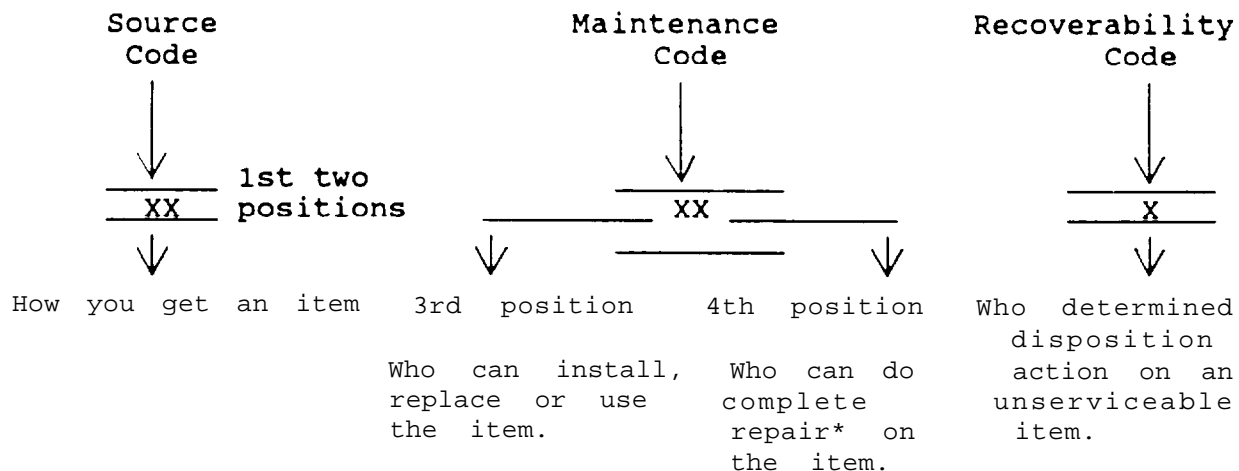 Source
Code
Maintenance
Code
Recoverability
Code
1st two
positions
XX
XX
X
How you get an item
3rd position
4th position
Who determined
disposition
action on an
unserviceable
item.
Who can install,
replace or use
the item.
Who can do
complete
repair* on
the item.